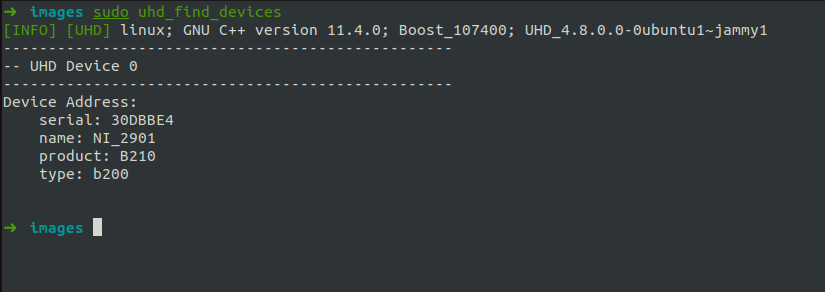 ➜ images sudo uhd_find_devices
[INFO] [UHD] linux; GNU C++ version 11.4.0; Boost_107400; UHD_4.8.0.0-0ubuntu1~jammy1
--------------------------------------------------
-- UHD Device 0
--------------------------------------------------
Device Address:
    serial: 30DBBE4
    name: NI_2901
    product: B210
    type: b200
➜ images